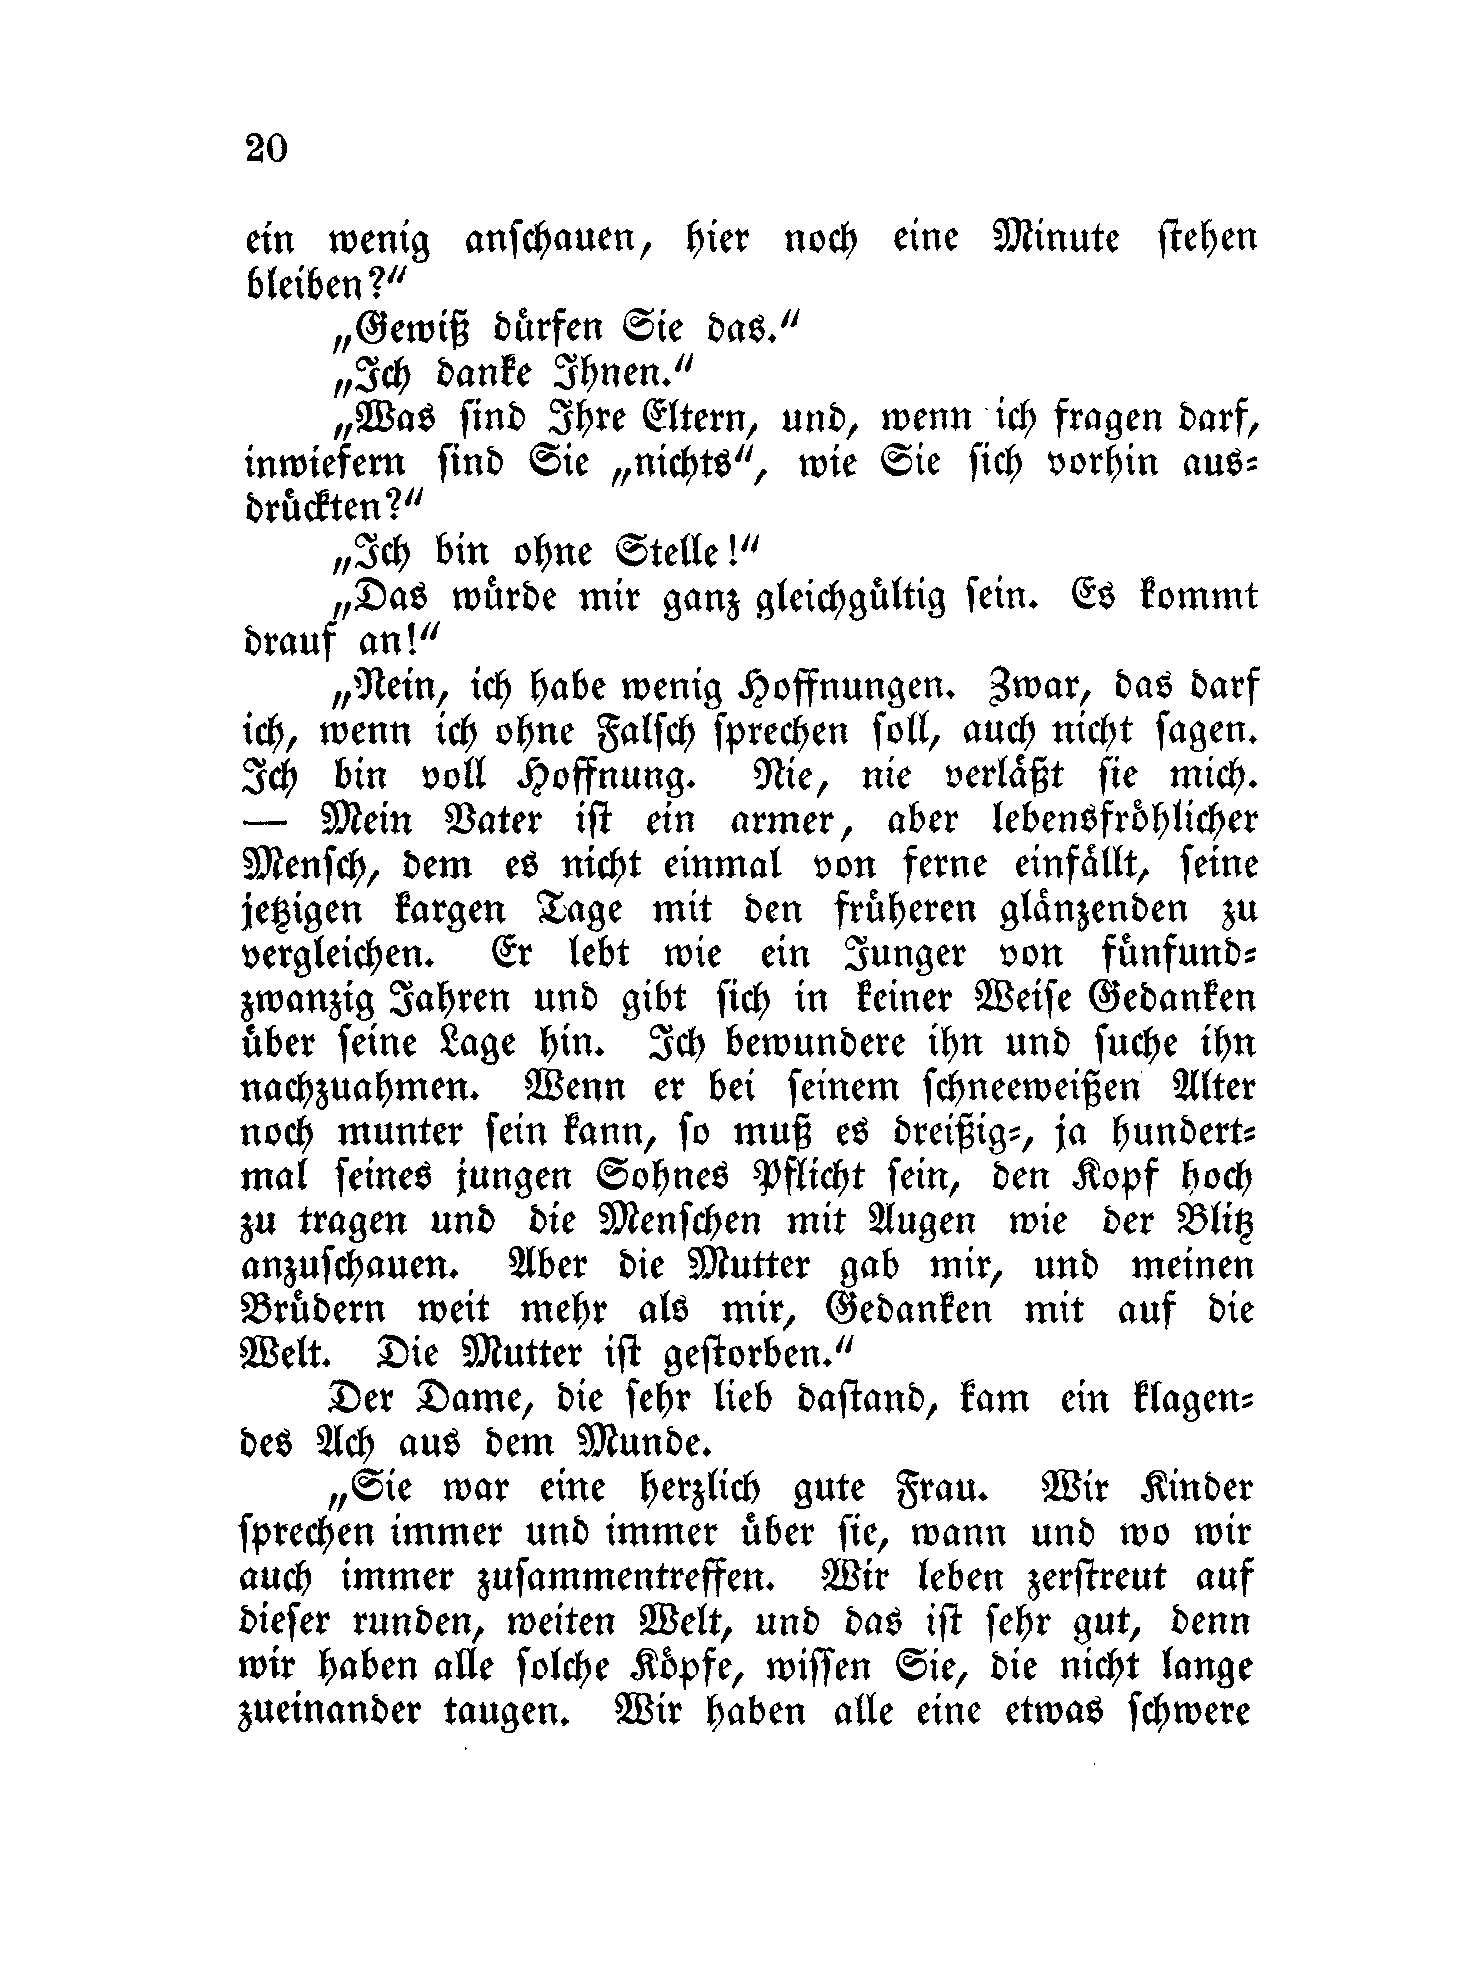 20
ein wenig anschauen, hier noch eine Minute stehen
bleiben?“
„Gewiß dürfen Sie das.“
„Ich danke Ihnen.“
„Was sind Ihre Eltern, und, wenn ich fragen darf,
inwiefern sind Sie „nichts“, wie Sie sich vorhin aus-
drückten?“
„Ich bin ohne Stelle!“
„Das würde mir ganz gleichgültig sein. Es kommt
drauf an!“
„Nein, ich habe wenig Hoffnungen. Zwar, das darf
ich, wenn ich ohne Falsch sprechen soll, auch nicht sagen.
Ich bin voll Hoffnung. Nie, nie verläßt sie mich.
— Mein Vater ist ein armer, aber lebensfröhlicher
Mensch, dem es nicht einmal von ferne einfällt, seine
jetzigen kargen Tage mit den früheren glänzenden zu
vergleichen. Er lebt wie ein Junger von fünfund-
zwanzig Jahren und gibt sich in keiner Weise Gedanken
über seine Lage hin. Ich bewundere ihn und suche ihn
nachzuahmen. Wenn er bei seinem schneeweißen Alter
noch munter sein kann, so muß es dreißig-, ja hundert-
mal seines jungen Sohnes Pflicht sein, den Kopf hoch
zu tragen und die Menschen mit Augen wie der Blitz
anzuschauen. Aber die Mutter gab mir, und meinen
Brüdern weit mehr als mir, Gedanken mit auf die
Welt. Die Mutter ist gestorben.“
Der Dame, die sehr lieb dastand, kam ein klagen-
des Ach aus dem Munde.
„Sie war eine herzlich gute Frau. Wir Kinder
sprechen immer und immer über sie, wann und wo wir
auch immer zusammentreffen. Wir leben zerstreut auf
dieser runden, weiten Welt, und das ist sehr gut, denn
wir haben alle solche Köpfe, wissen Sie, die nicht lange
zueinander taugen. Wir haben alle eine etwas schwere